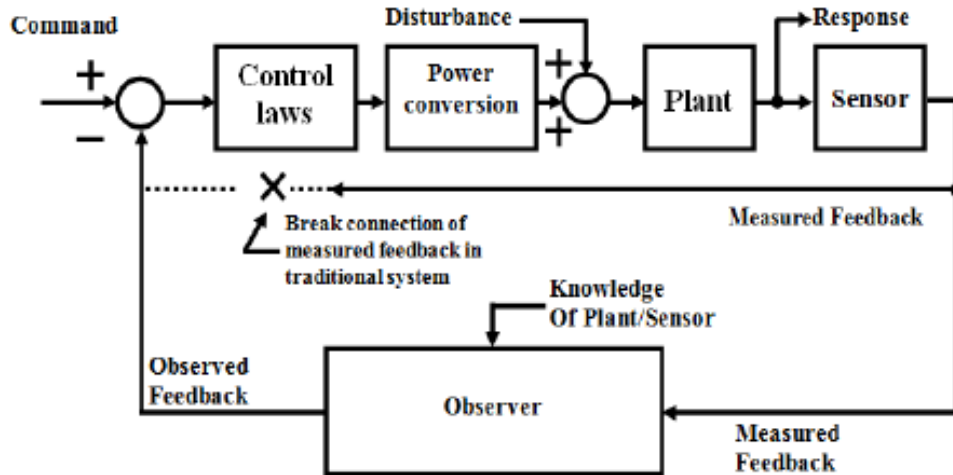 Disturbance
Response
Command
+
−
Control
laws
Power
conversion
+
+
Plant
Sensor
Measured Feedback
Break connection of
measured feedback in
traditional system
Knowledge
Of Plant/Sensor
Observed
Feedback
Observer
Measured
Feedback